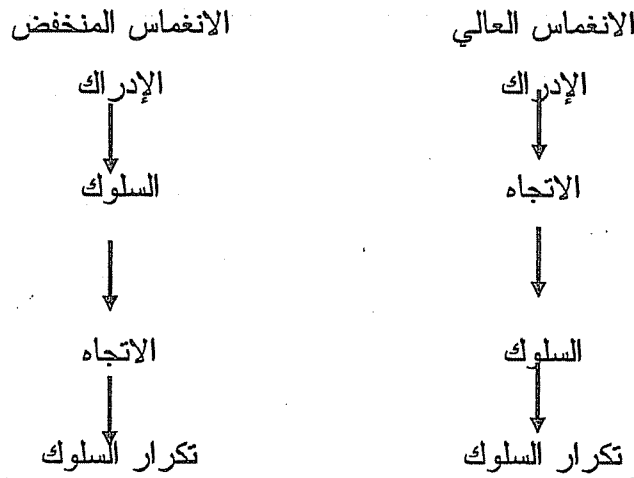 الانغماس العالي
الإدراك
الاتجاه
السلوك
تكرار السلوك
الانغماس المنخفض
الإدراك
السلوك
الاتجاه
تكرار السلوك